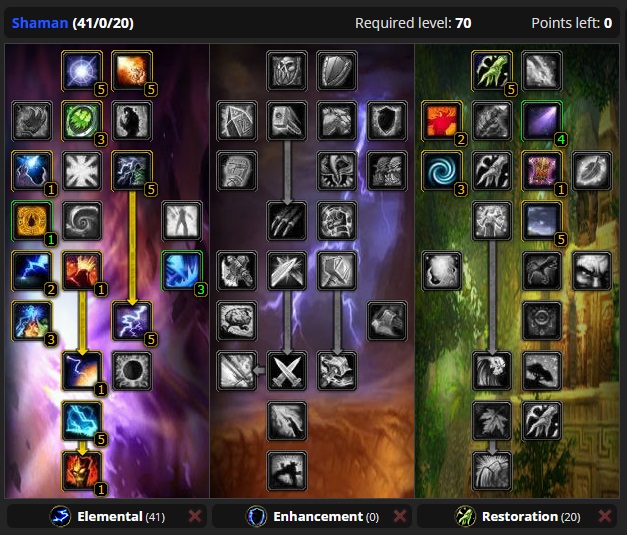 Shaman (41/0/20) Required level: 70 Points left: 0
5 5 5
3 2 4
1 5 3 1
1 5
2 1 3
3 5
1
5
1
Elemental (41) Enhancement (0) Restoration (20)